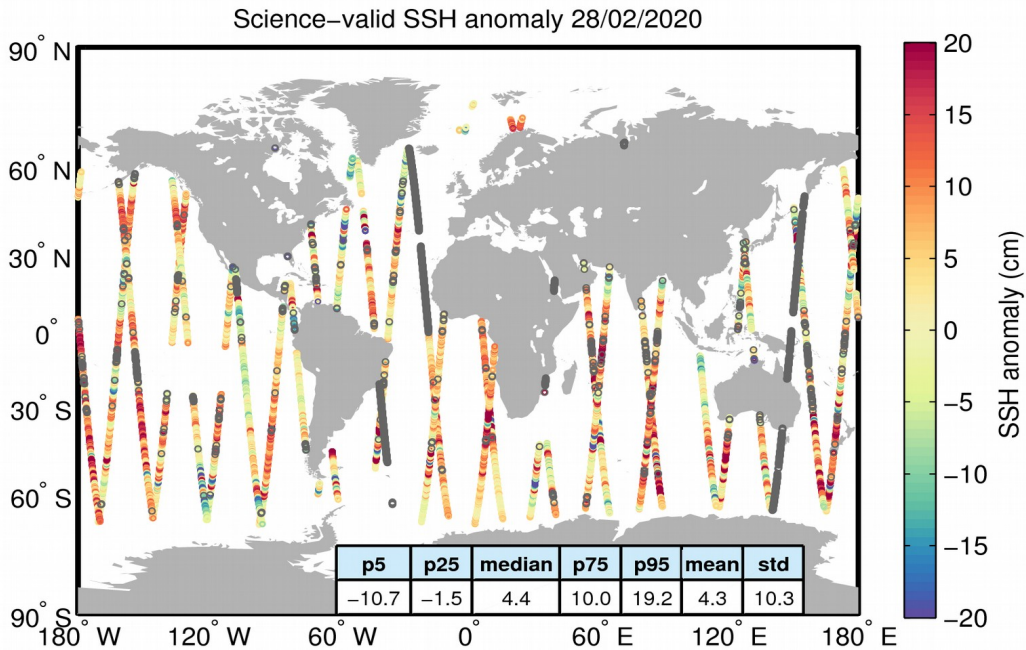 Science−valid SSH anomaly 28/02/2020
90° N
60° N
30° N
0°
30° S
60° S
90° S
180° W
120° W
60° W
0°
60° E
120° E
180° E
p5 p25 median p75 p95 mean std
−10.7 −1.5 4.4 10.0 19.2 4.3 10.3
20
15
10
5
0
−5
−10
−15
−20
SSH anomaly (cm)